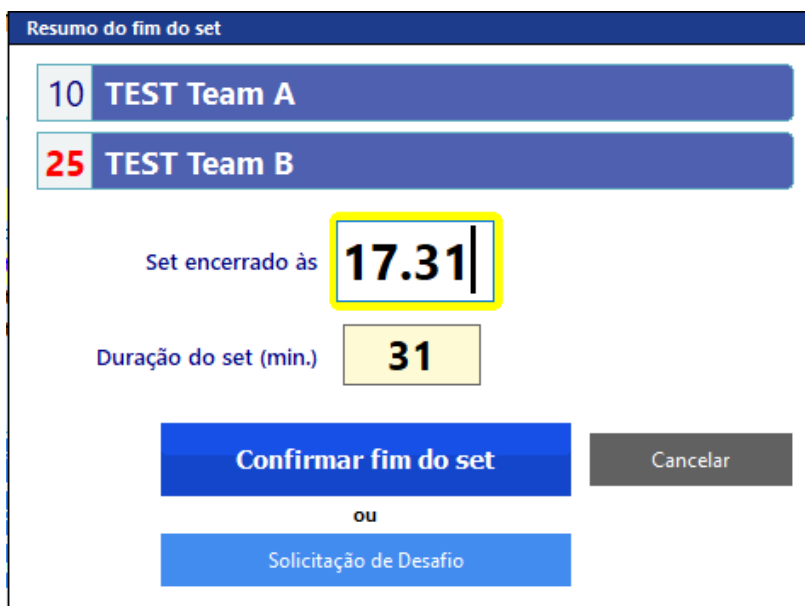 Resumo do fim do set
10 TEST Team A
25 TEST Team B
Set encerrado às 17.31
Duração do set (min.) 31
Confirmar fim do set Cancelar
ou
Solicitação de Desafio